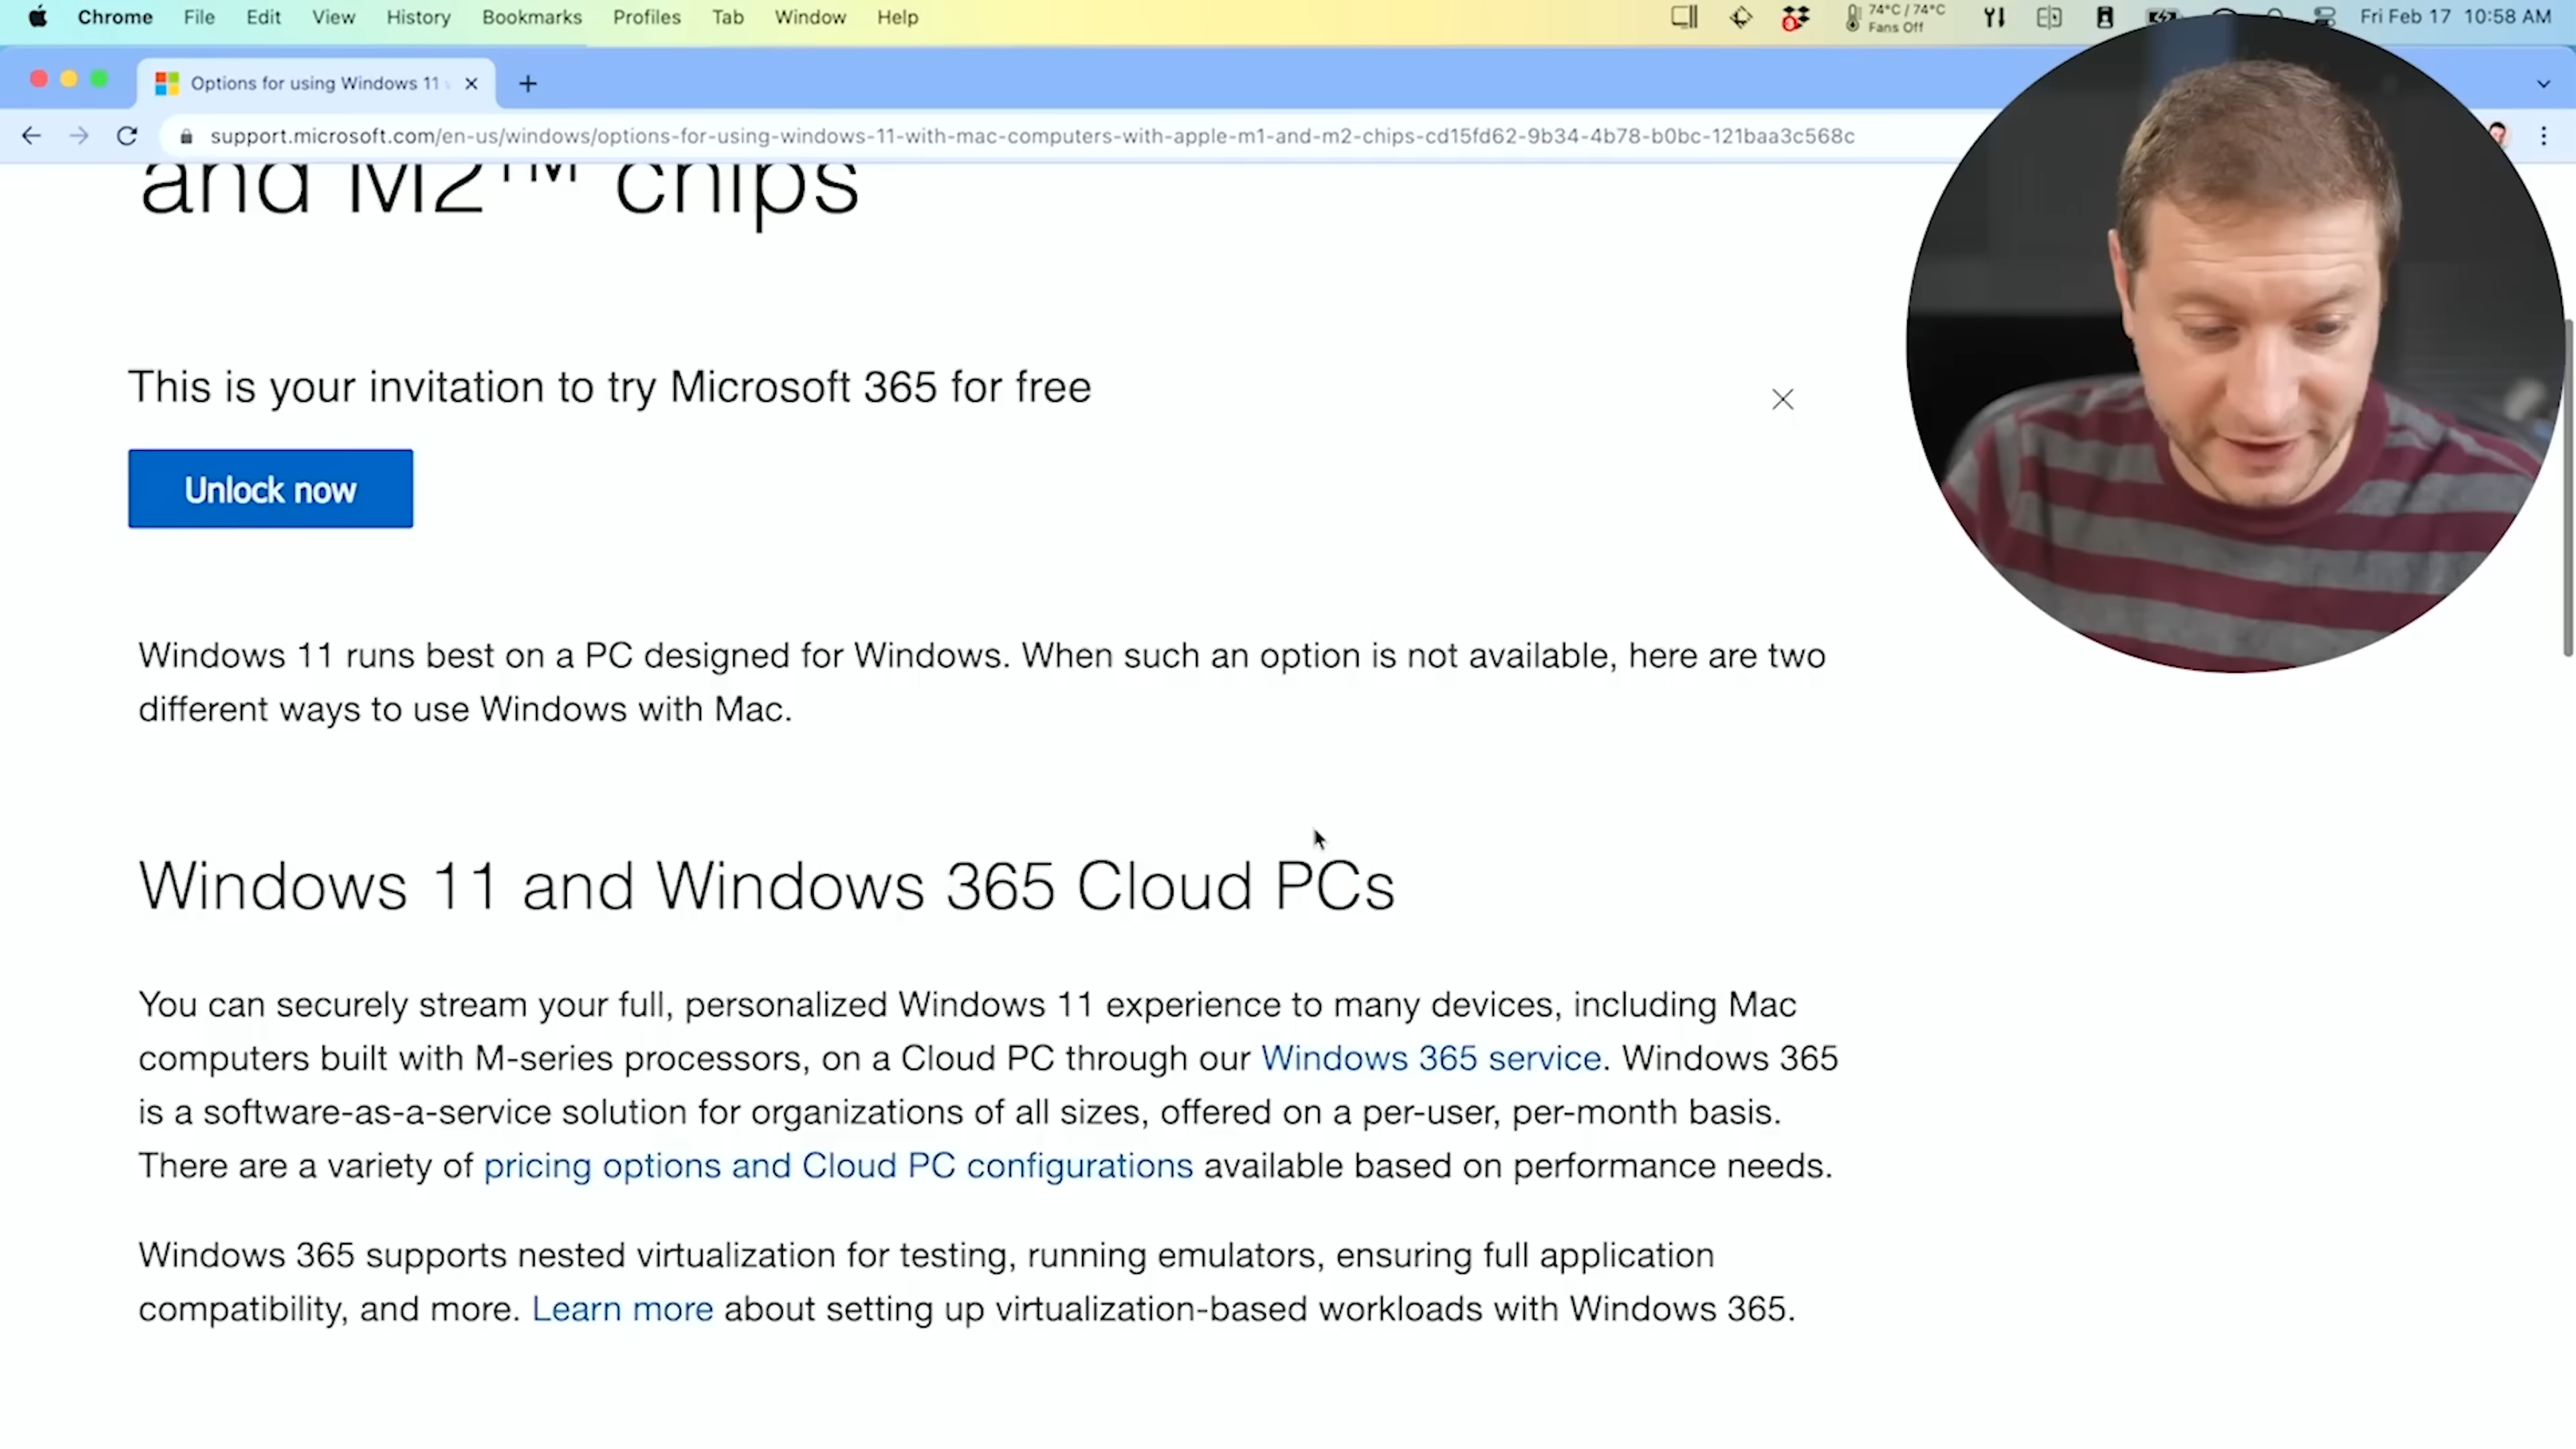 Chrome File Edit View History Bookmarks Profiles Tab Window Help
74°C / 74°C
Fans Off
Fri Feb 17 10:58 AM
Options for using Windows 11
support.microsoft.com/en-us/windows/options-for-using-windows-11-with-mac-computers-with-apple-m1-and-m2-chips-cd15fd62-9b34-4b78-b0bc-121baa3c568c
and M2™ chips
This is your invitation to try Microsoft 365 for free
Unlock now
Windows 11 runs best on a PC designed for Windows. When such an option is not available, here are two
different ways to use Windows with Mac.
Windows 11 and Windows 365 Cloud PCs
You can securely stream your full, personalized Windows 11 experience to many devices, including Mac
computers built with M-series processors, on a Cloud PC through our Windows 365 service. Windows 365
is a software-as-a-service solution for organizations of all sizes, offered on a per-user, per-month basis.
There are a variety of pricing options and Cloud PC configurations available based on performance needs.
Windows 365 supports nested virtualization for testing, running emulators, ensuring full application
compatibility, and more. Learn more about setting up virtualization-based workloads with Windows 365.